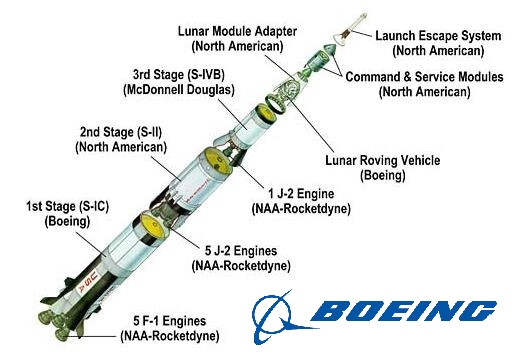 Lunar Module Adapter
(North American)
Launch Escape System
(North American)
3rd Stage (S-IVB)
(McDonnell Douglas)
Command & Service Modules
(North American)
2nd Stage (S-II)
(North American)
Lunar Roving Vehicle
(Boeing)
1 J-2 Engine
(NAA-Rocketdyne)
1st Stage (S-IC)
(Boeing)
5 J-2 Engines
(NAA-Rocketdyne)
USA
5 F-1 Engines
(NAA-Rocketdyne)
BOEING